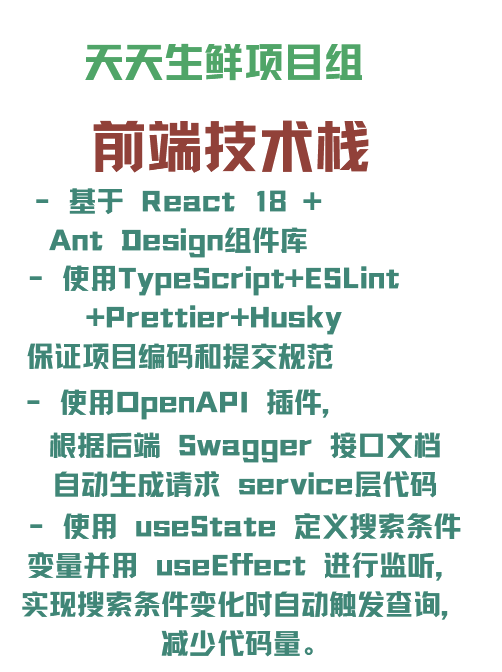 天天生鲜项目组
前端技术栈
- 基于 React 18 +
Ant Design组件库
- 使用TypeScript+ESLint
+Prettier+Husky
保证项目编码和提交规范
- 使用OpenAPI 插件，
根据后端 Swagger 接口文档
自动生成请求 service层代码
- 使用 useState 定义搜索条件
变量并用 useEffect 进行监听，
实现搜索条件变化时自动触发查询，
减少代码量。